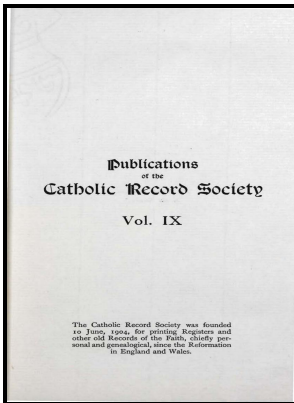 Publications
of the
Catholic Record Society
Vol. IX
The Catholic Record Society was founded
10 June, 1904, for printing Registers and
other old Records of the Faith, chiefly per-
sonal and genealogical, since the Reformation
in England and Wales.